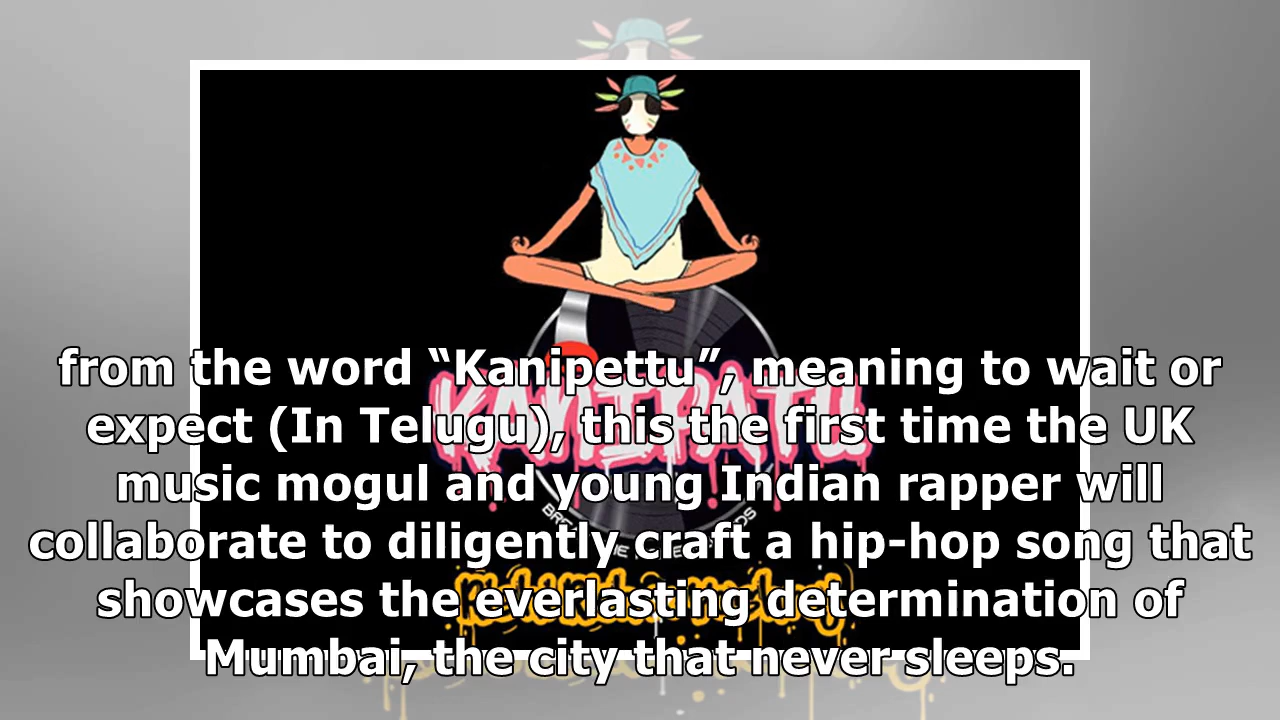 from the word “Kanipettu”, meaning to wait or
expect (In Telugu), this the first time the UK
music mogul and young Indian rapper will
collaborate to diligently craft a hip-hop song that
showcases the everlasting determination of
Mumbai, the city that never sleeps.
KANIPATU